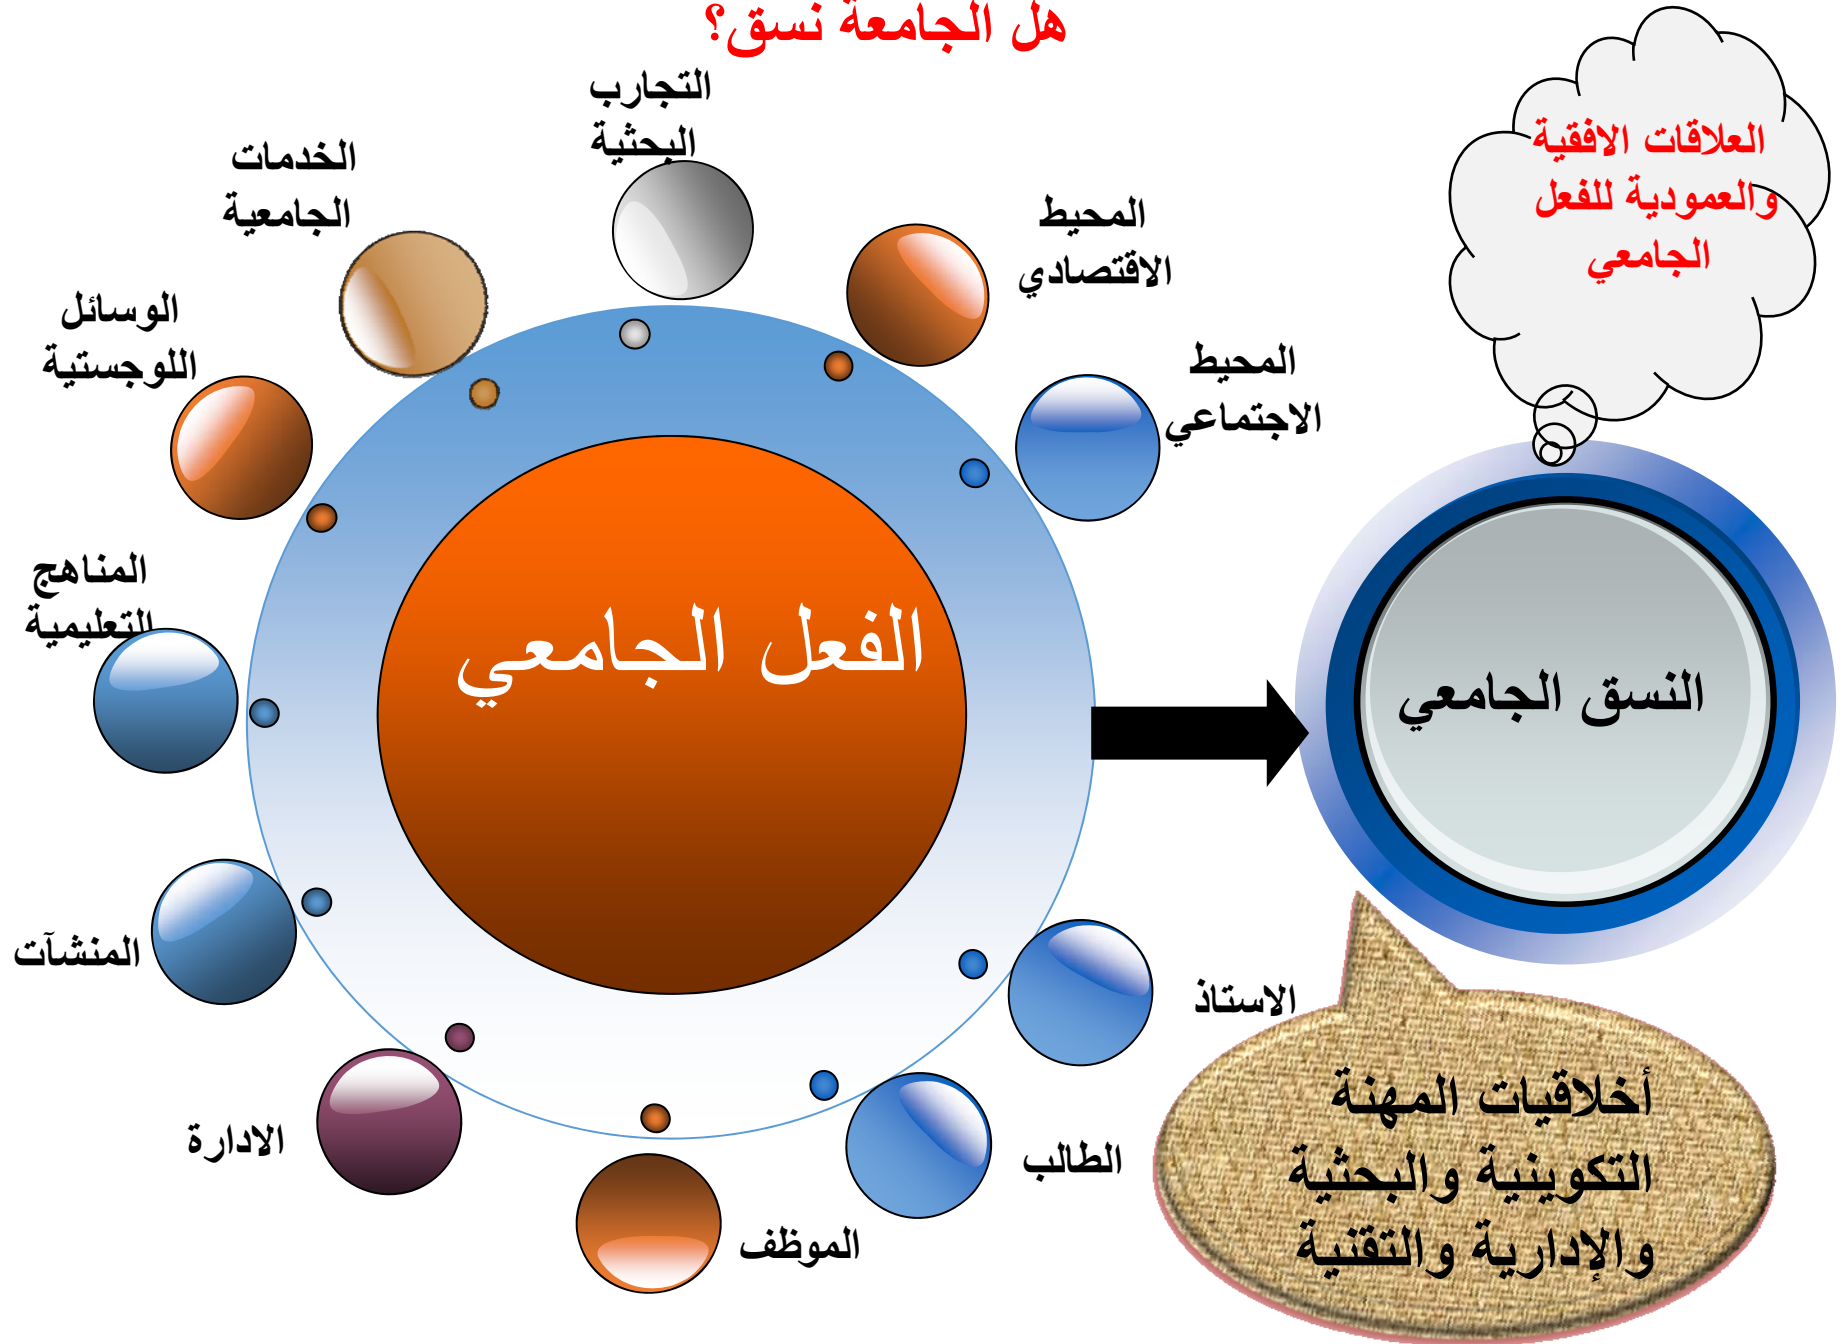 هل الجامعة نسق؟
التجارب
البحثية
الخدمات
الجامعية
المحيط
الاقتصادي
العلاقات الافقية
والعمودية للفعل
الجامعي
الوسائل
اللوجستية
المحيط
الاجتماعي
المناهج
التعليمية
الفعل الجامعي
النسق الجامعي
المنشآت
الاستاذ
الادارة
الطالب
الموظف
أخلاقيات المهنة
التكوينية والبحثية
والإدارية والتقنية